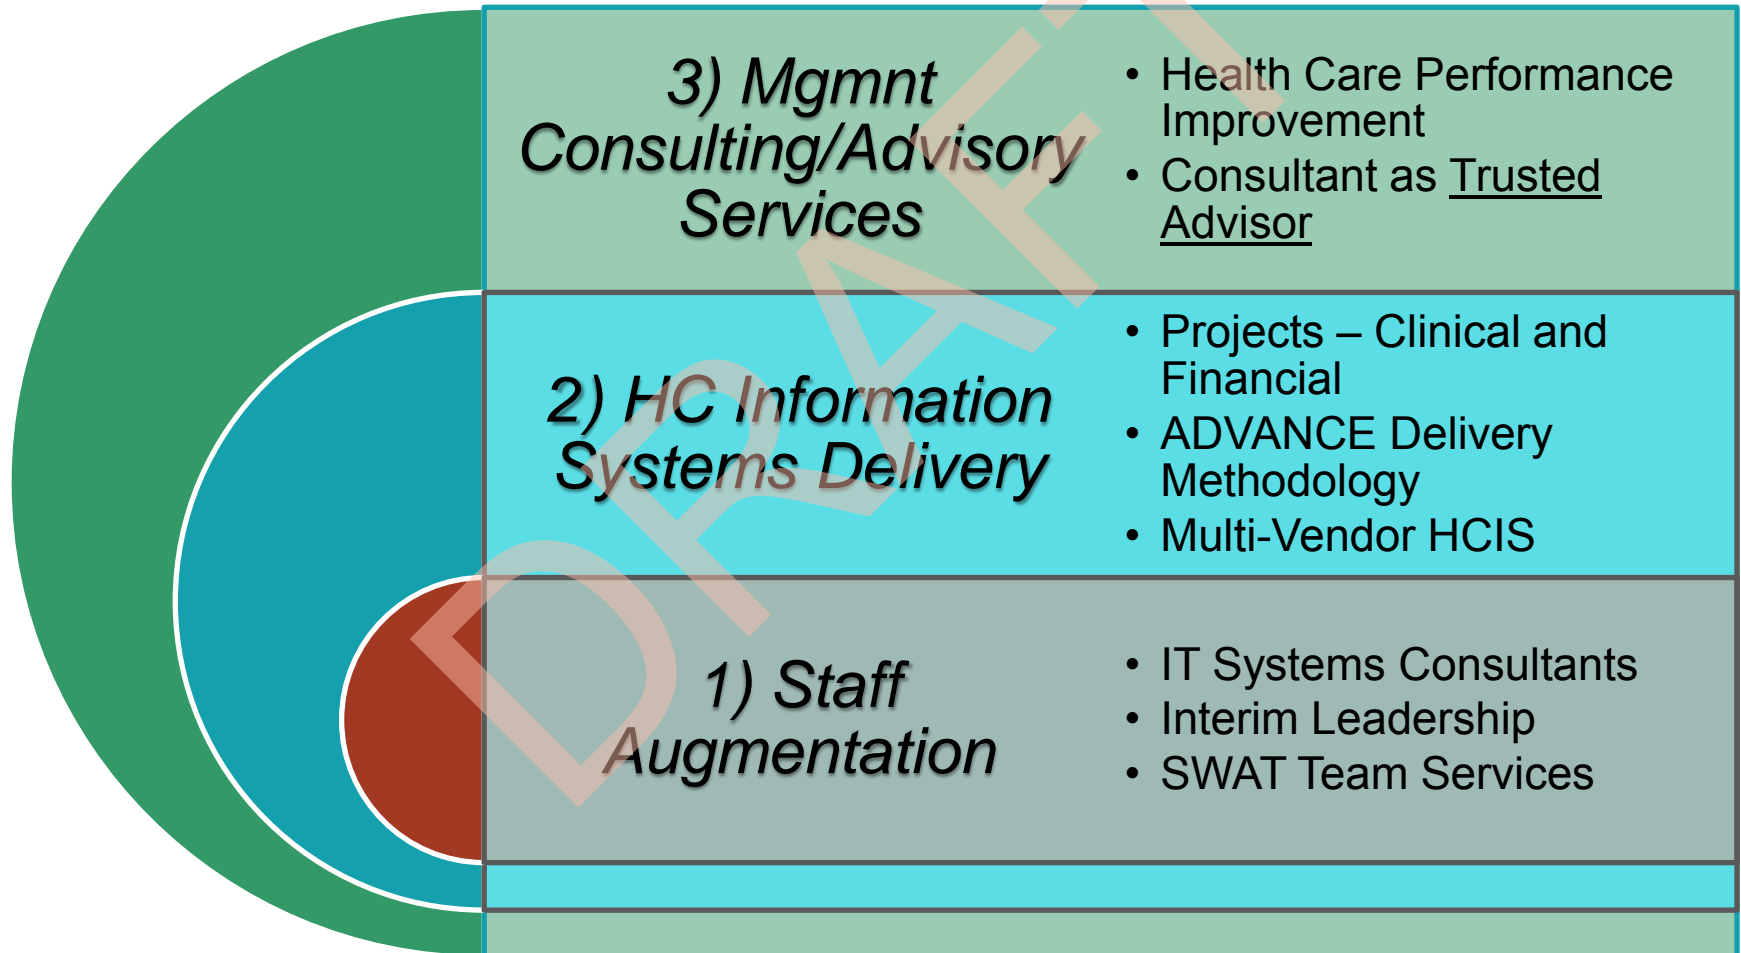 3) Mgmnt
Consulting/Advisory
Services
• Health Care Performance
Improvement
• Consultant as Trusted
Advisor
2) HC Information
Systems Delivery
• Projects – Clinical and
Financial
• ADVANCE Delivery
Methodology
• Multi-Vendor HCIS
1) Staff
Augmentation
• IT Systems Consultants
• Interim Leadership
• SWAT Team Services
DRAFT